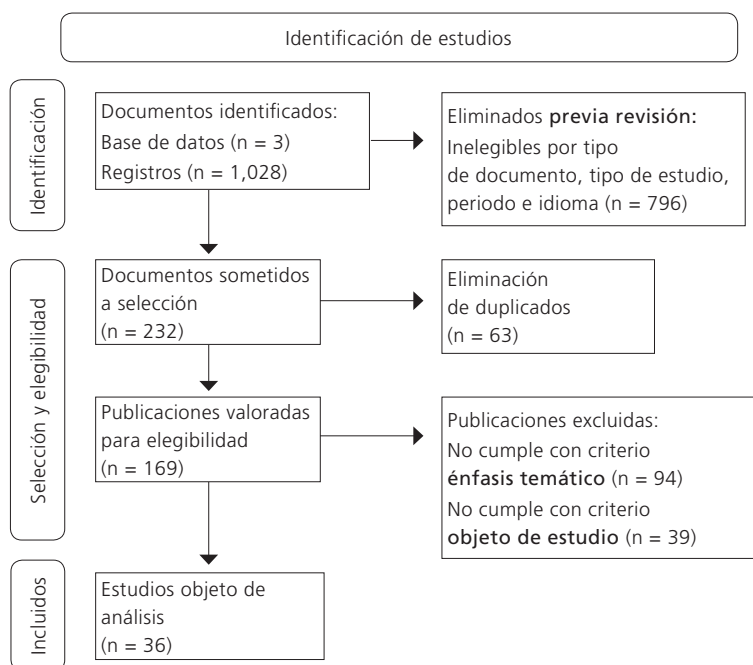 Identificación de estudios
Identificación
Documentos identificados:
Base de datos (n = 3)
Registros (n = 1,028)
Eliminados previa revisión:
Inelegibles por tipo
de documento, tipo de estudio,
periodo e idioma (n = 796)
Selección y elegibilidad
Documentos sometidos
a selección
(n = 232)
Eliminación
de duplicados
(n = 63)
Publicaciones valoradas
para elegibilidad
(n = 169)
Publicaciones excluidas:
No cumple con criterio
énfasis temático (n = 94)
No cumple con criterio
objeto de estudio (n = 39)
Incluidos
Estudios objeto de
análisis
(n = 36)